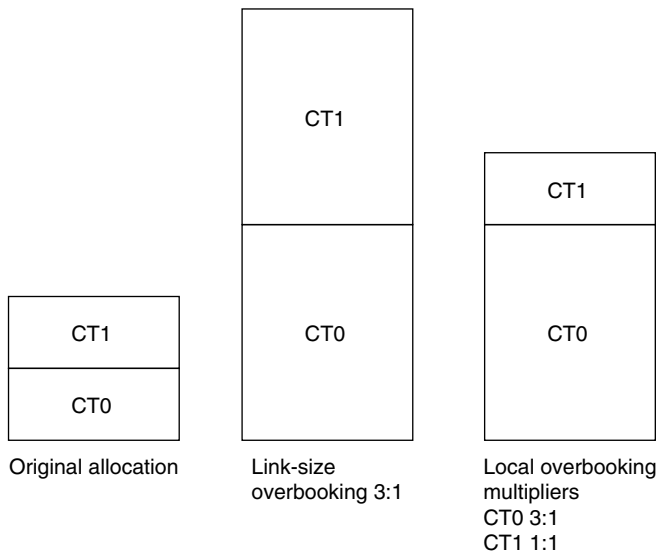 CT1
CT0
Original allocation
CT1
CT0
Link-size
overbooking 3:1
CT1
CT0
Local overbooking
multipliers
CT0 3:1
CT1 1:1